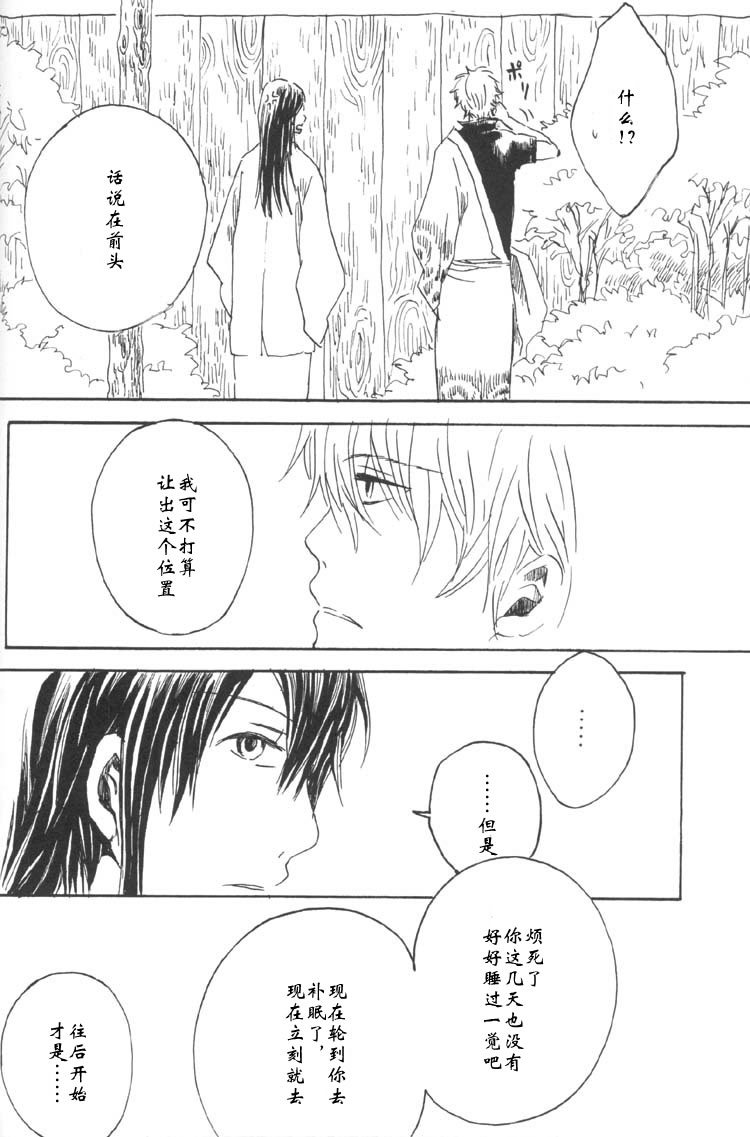 什么!?
ポリ
话说在前头
我可不打算
让出这个位置
……
……但是
烦死了
你这几天也没有
好好睡过一觉吧
现在轮到你去
补眠了，
现在立刻就去
往后开始
才是……